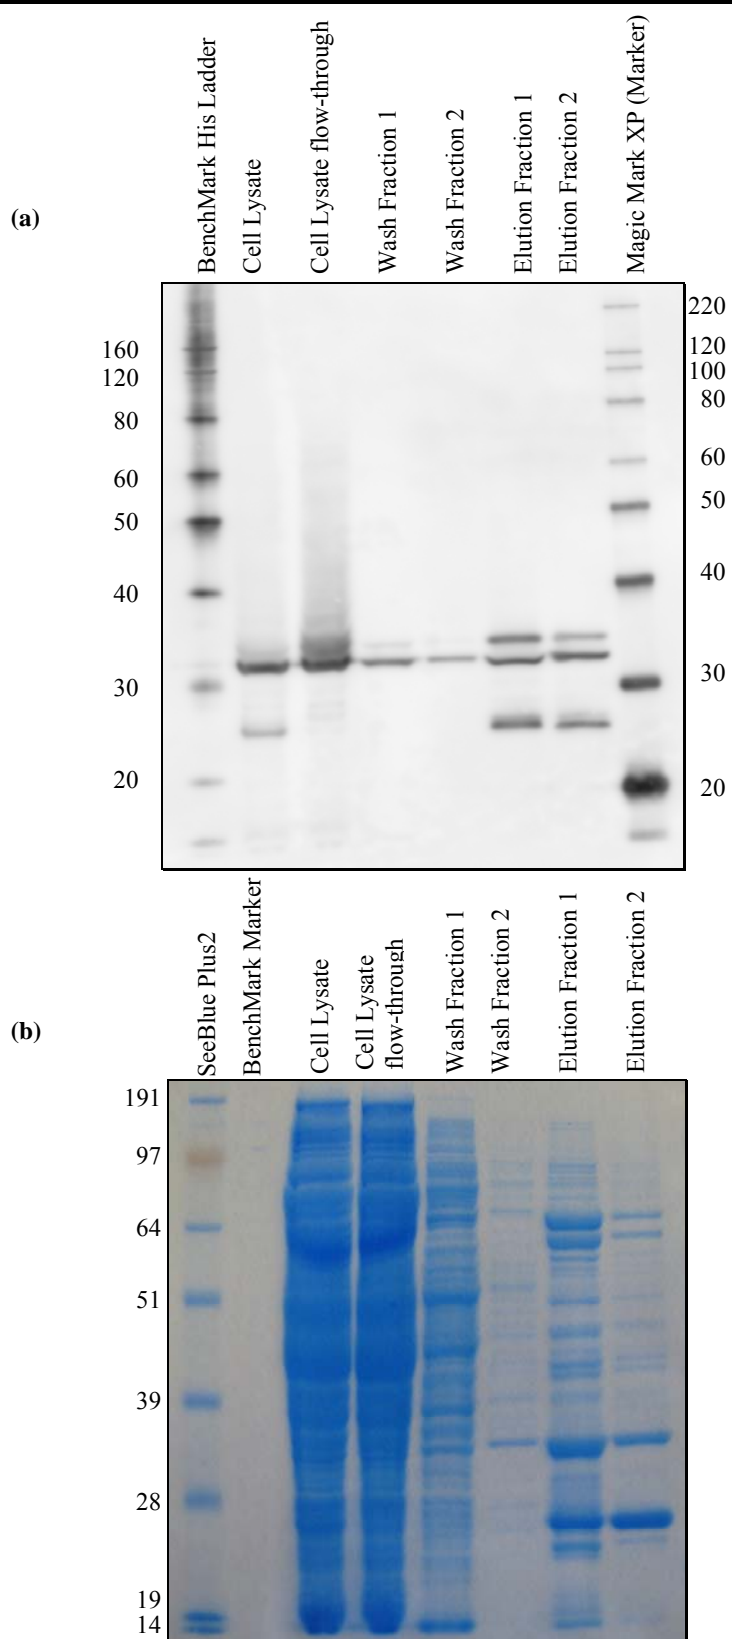 (a)
BenchMark His Ladder
Cell Lysate
Cell Lysate flow-through
Wash Fraction 1
Wash Fraction 2
Elution Fraction 1
Elution Fraction 2
Magic Mark XP (Marker)
160
120
80
60
50
40
30
20
220
120
100
80
60
50
40
30
20
(b)
SeeBlue Plus2
BenchMark Marker
Cell Lysate
Cell Lysate
flow-through
Wash Fraction 1
Wash Fraction 2
Elution Fraction 1
Elution Fraction 2
191
97
64
51
39
28
19
14